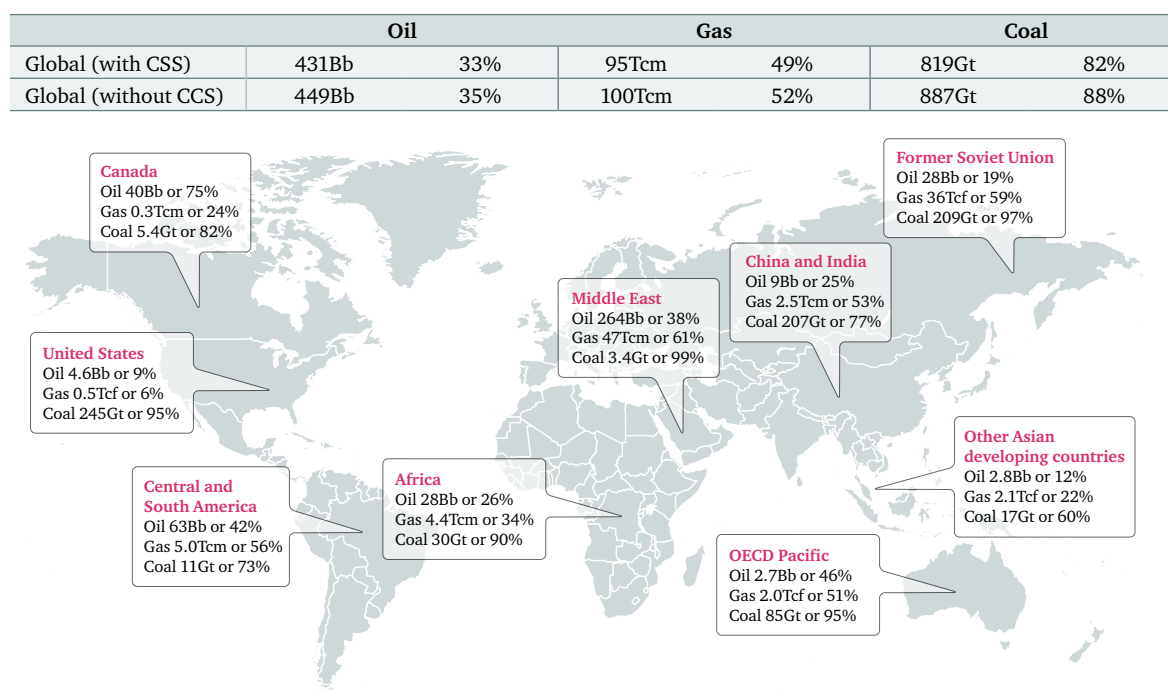 Oil Gas Coal
Global (with CSS) 431Bb 33% 95Tcm 49% 819Gt 82%
Global (without CCS) 449Bb 35% 100Tcm 52% 887Gt 88%
Canada
Oil 40Bb or 75%
Gas 0.3Tcm or 24%
Coal 5.4Gt or 82%
Former Soviet Union
Oil 28Bb or 19%
Gas 36Tcf or 59%
Coal 209Gt or 97%
China and India
Oil 9Bb or 25%
Gas 2.5Tcm or 53%
Coal 207Gt or 77%
Middle East
Oil 264Bb or 38%
Gas 47Tcm or 61%
Coal 3.4Gt or 99%
United States
Oil 4.6Bb or 9%
Gas 0.5Tcf or 6%
Coal 245Gt or 95%
Other Asian
developing countries
Oil 2.8Bb or 12%
Gas 2.1Tcf or 22%
Coal 17Gt or 60%
Central and
South America
Oil 63Bb or 42%
Gas 5.0Tcm or 56%
Coal 11Gt or 73%
Africa
Oil 28Bb or 26%
Gas 4.4Tcm or 34%
Coal 30Gt or 90%
OECD Pacific
Oil 2.7Bb or 46%
Gas 2.0Tcf or 51%
Coal 85Gt or 95%